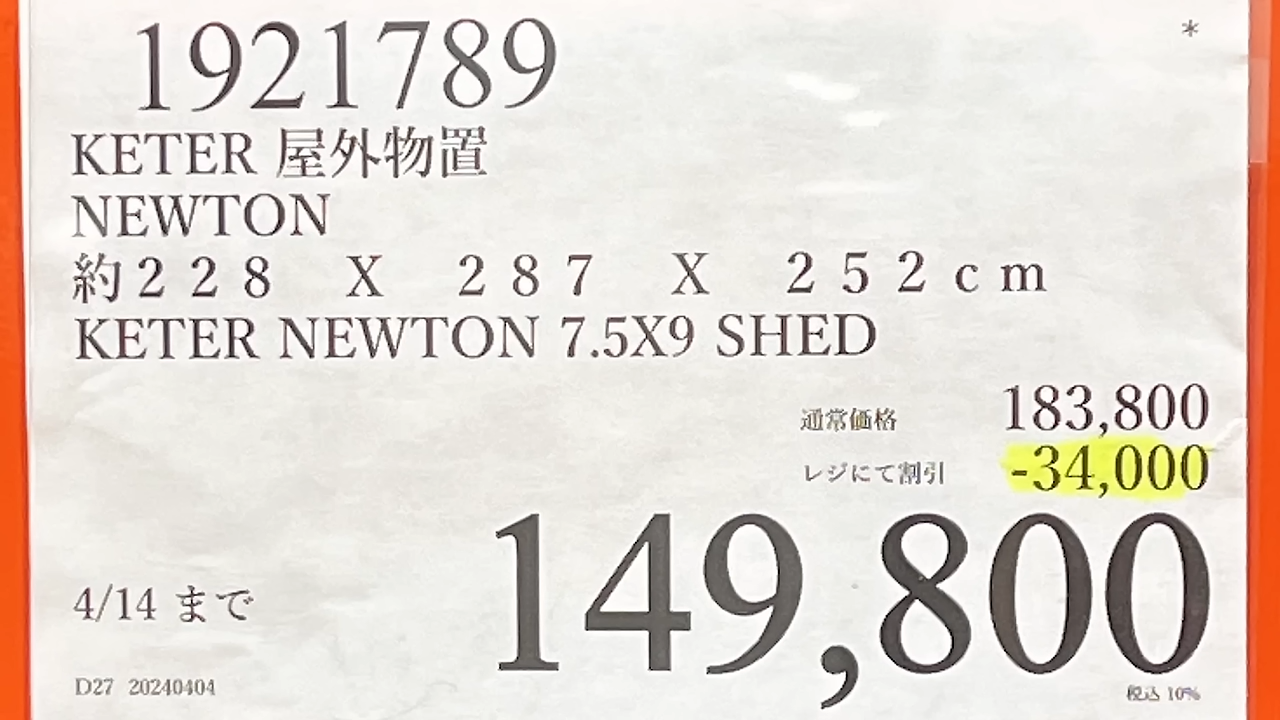 1921789
*
KETER 屋外物置
NEWTON
約228 X 287 X 252cm
KETER NEWTON 7.5X9 SHED
通常価格 183,800
レジにて割引 -34,000
149,800
4/14 まで
D27 20240404
税込 10%